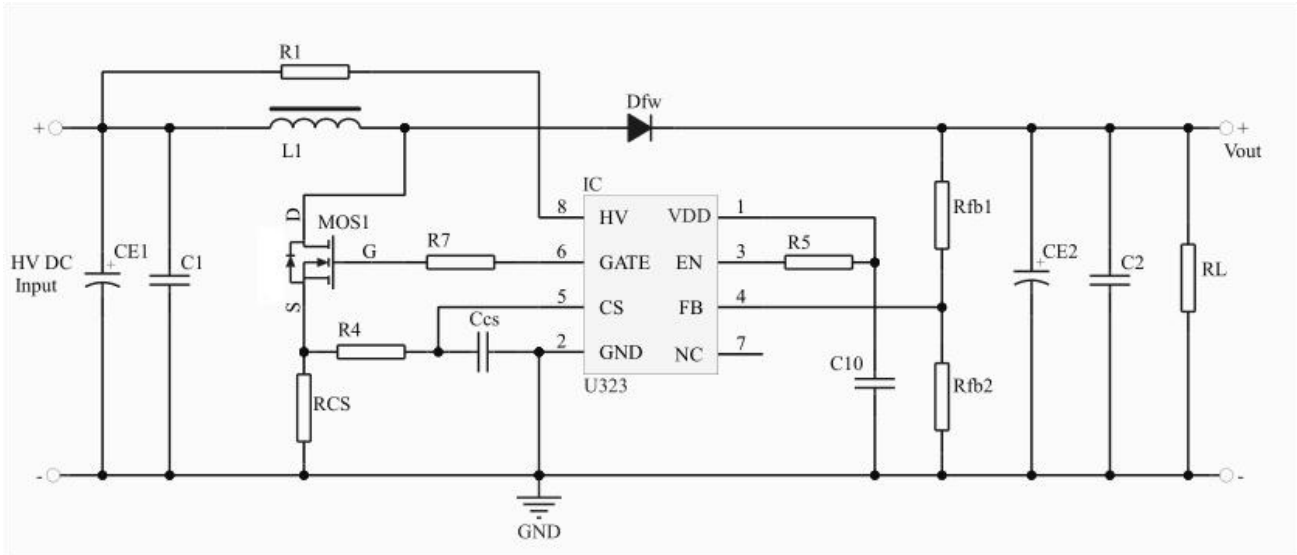 R1
+
L1
Dfw
+
Vout
IC
D
MOS1
8
HV
VDD
1
Rfb1
HV DC
Input
CE1
+
C1
G
R7
6
GATE
EN
3
R5
CE2
+
C2
RL
S
5
CS
FB
4
R4
Ccs
2
GND
NC
7
U323
C10
RCS
Rfb2
-
-
GND